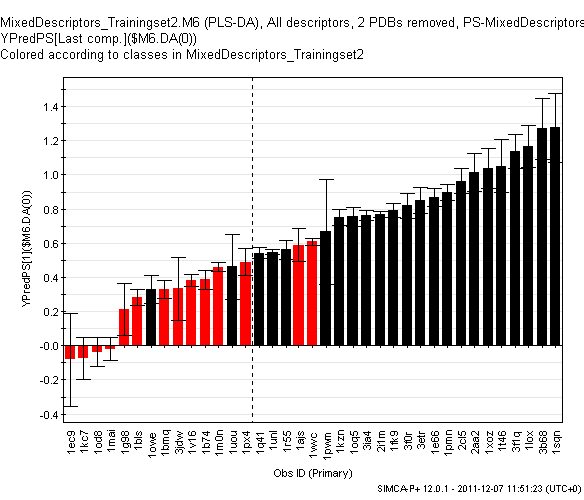 MixedDescriptors_Trainingset2.M6 (PLS-DA), All descriptors, 2 PDBs removed, PS-MixedDescriptors
YPredPS[Last comp.]($M6.DA(0))
Colored according to classes in MixedDescriptors_Trainingset2
YPredPS[1]($M6.DA(0))
1.4
1.2
1.0
0.8
0.6
0.4
0.2
-0.0
-0.2
-0.4
1ec9
1kc7
1od8
1mai
1g98
1bls
1owe
1bmq
3jdw
1v16
1b74
1m0n
1uou
1px4
1q41
1unl
1r55
1ajs
1wvc
1pwm
1kzn
1oq5
3la4
2l1m
1fk9
3f0r
3etr
1e66
1pmn
2cl5
2aa2
1xoz
1t46
3f1q
1lox
3b68
1sqn
Obs ID (Primary)
SIMCA-P+ 12.0.1 - 2011-12-07 11:51:23 (UTC+0)